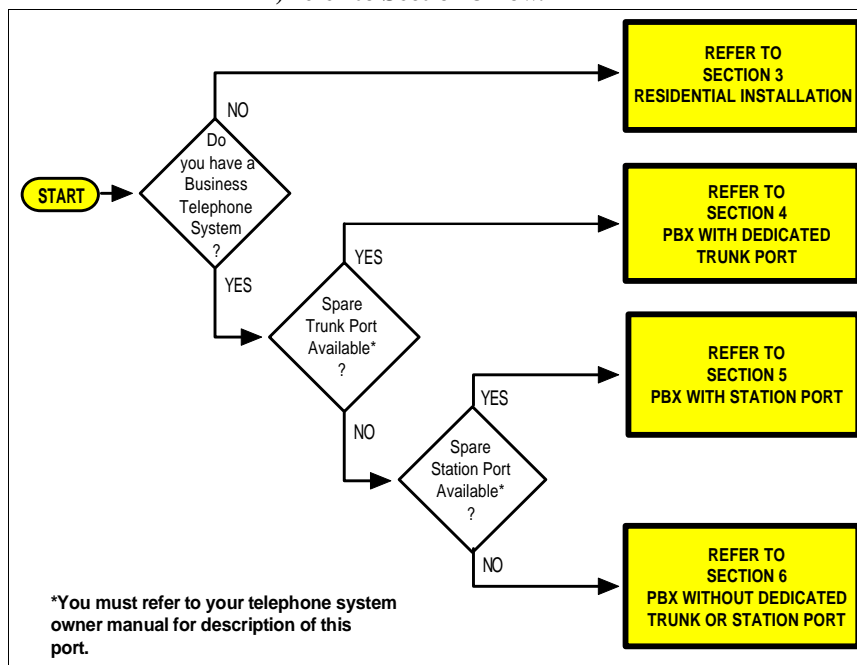 REFER TO
SECTION 3
RESIDENTIAL INSTALLATION
NO
Do
you have a
Business
Telephone
System
?
START
YES
REFER TO
SECTION 4
PBX WITH DEDICATED
TRUNK PORT
YES
Spare
Trunk Port
Available*
?
NO
REFER TO
SECTION 5
PBX WITH STATION PORT
YES
Spare
Station Port
Available*
?
NO
REFER TO
SECTION 6
PBX WITHOUT DEDICATED
TRUNK OR STATION PORT
*You must refer to your telephone system
owner manual for description of this
port.